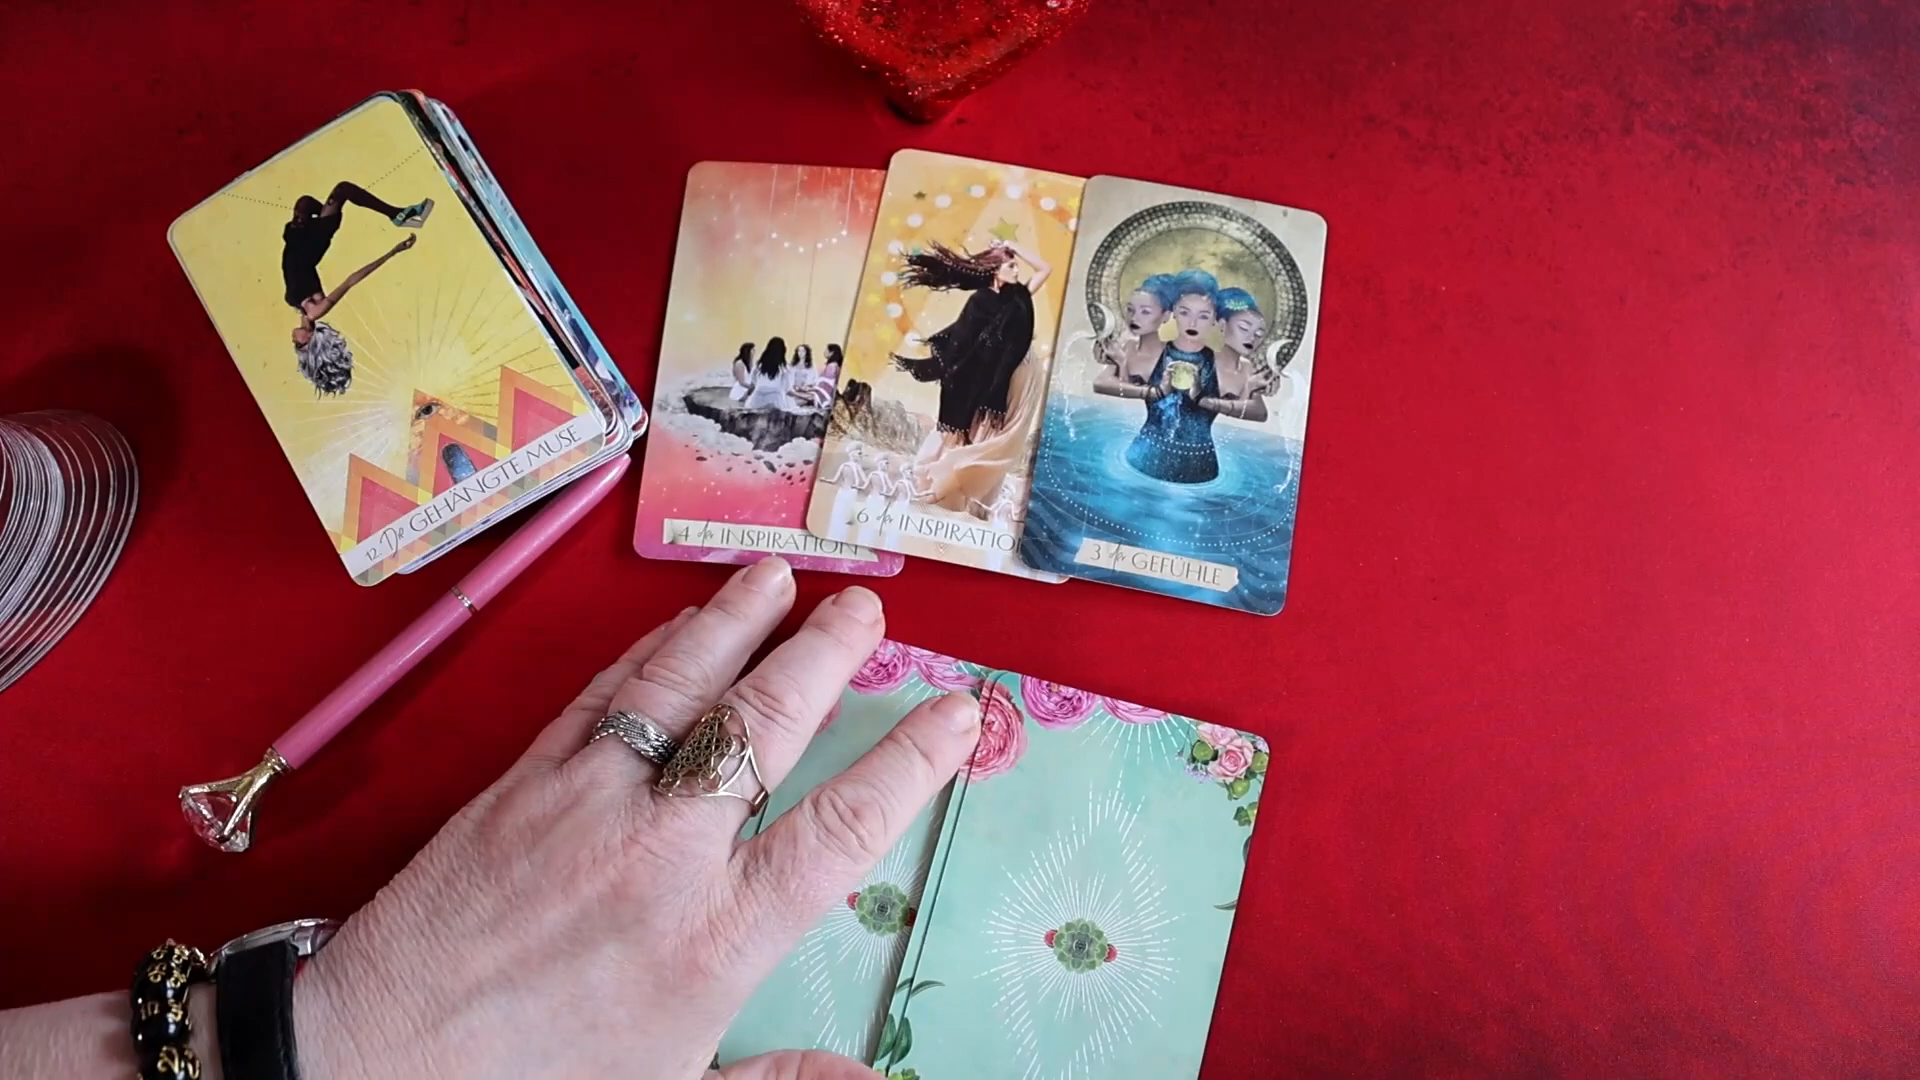 12. Die GEHÄNGTE MUSE
4 der INSPIRATION
6 der INSPIRATION
3 der GEFÜHLE